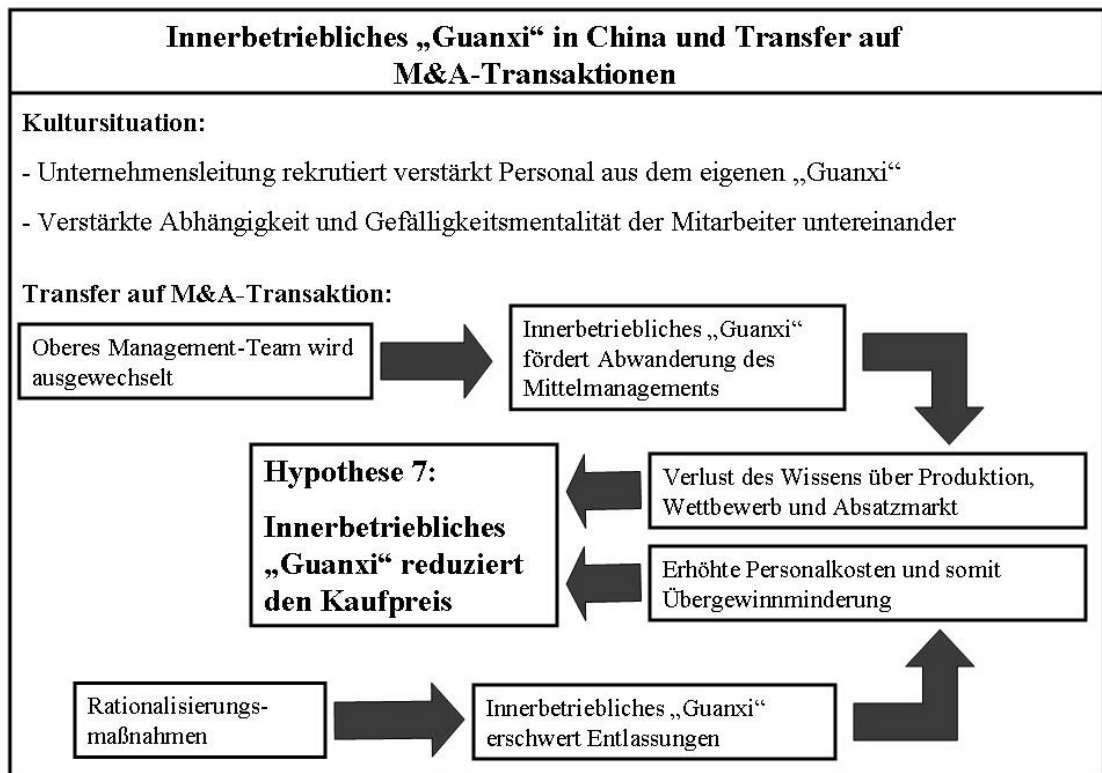 Innerbetriebliches „Guanxi“ in China und Transfer auf
M&A-Transaktionen
Kultursituation:
- Unternehmensleitung rekrutiert verstärkt Personal aus dem eigenen „Guanxi“
- Verstärkte Abhängigkeit und Gefälligkeitsmentalität der Mitarbeiter untereinander
Transfer auf M&A-Transaktion:
Oberes Management-Team wird
ausgewechselt
Innerbetriebliches „Guanxi“
fördert Abwanderung des
Mittelmanagements
Verlust des Wissens über Produktion,
Wettbewerb und Absatzmarkt
Hypothese 7:
Innerbetriebliches
„Guanxi“ reduziert
den Kaufpreis
Erhöhte Personalkosten und somit
Übergewinnminderung
Rationalisierungs-
maßnahmen
Innerbetriebliches „Guanxi“
erschwert Entlassungen